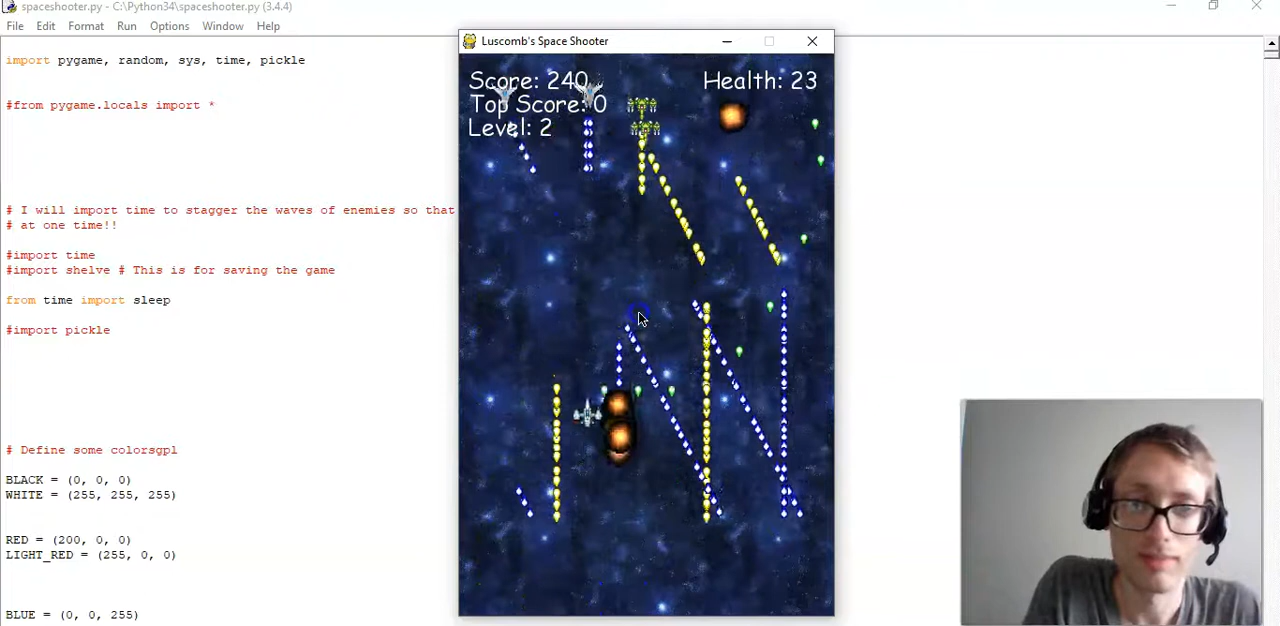 spaceshooter.py - C:\Python34\spaceshooter.py (3.4.4)
File Edit Format Run Options Window Help
import pygame, random, sys, time, pickle
#from pygame.locals import *
# I will import time to stagger the waves of enemies so that
# at one time!!
#import time
#import shelve # This is for saving the game
from time import sleep
#import pickle
# Define some colorsgpl
BLACK = (0, 0, 0)
WHITE = (255, 255, 255)
RED = (200, 0, 0)
LIGHT_RED = (255, 0, 0)
BLUE = (0, 0, 255)
Luscomb's Space Shooter
Score: 240 Health: 23
Top Score: 0
Level: 2